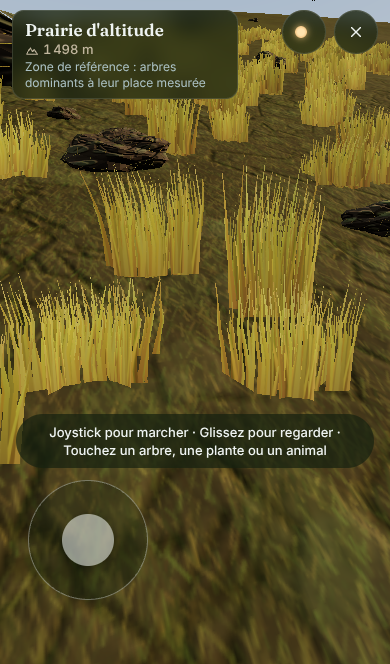 Prairie d'altitude
1 498 m
Zone de référence : arbres
dominants à leur place mesurée
Joystick pour marcher · Glissez pour regarder ·
Touchez un arbre, une plante ou un animal